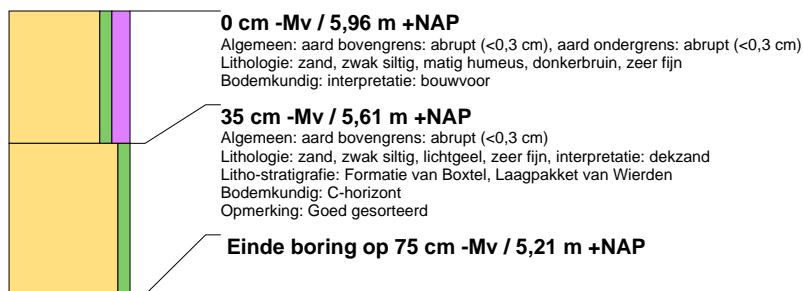 0 cm -Mv / 5,96 m +NAP
Algemeen: aard bovengrens: abrupt (<0,3 cm), aard ondergrens: abrupt (<0,3 cm)
Lithologie: zand, zwak siltig, matig humeus, donkerbruin, zeer fijn
Bodemkundig: interpretatie: bouwvoor
35 cm -Mv / 5,61 m +NAP
Algemeen: aard bovengrens: abrupt (<0,3 cm)
Lithologie: zand, zwak siltig, lichtgeel, zeer fijn, interpretatie: dekzand
Litho-stratigrafie: Formatie van Boxtel, Laagpakket van Wierden
Bodemkundig: C-horizont
Opmerking: Goed gesorteerd
Einde boring op 75 cm -Mv / 5,21 m +NAP